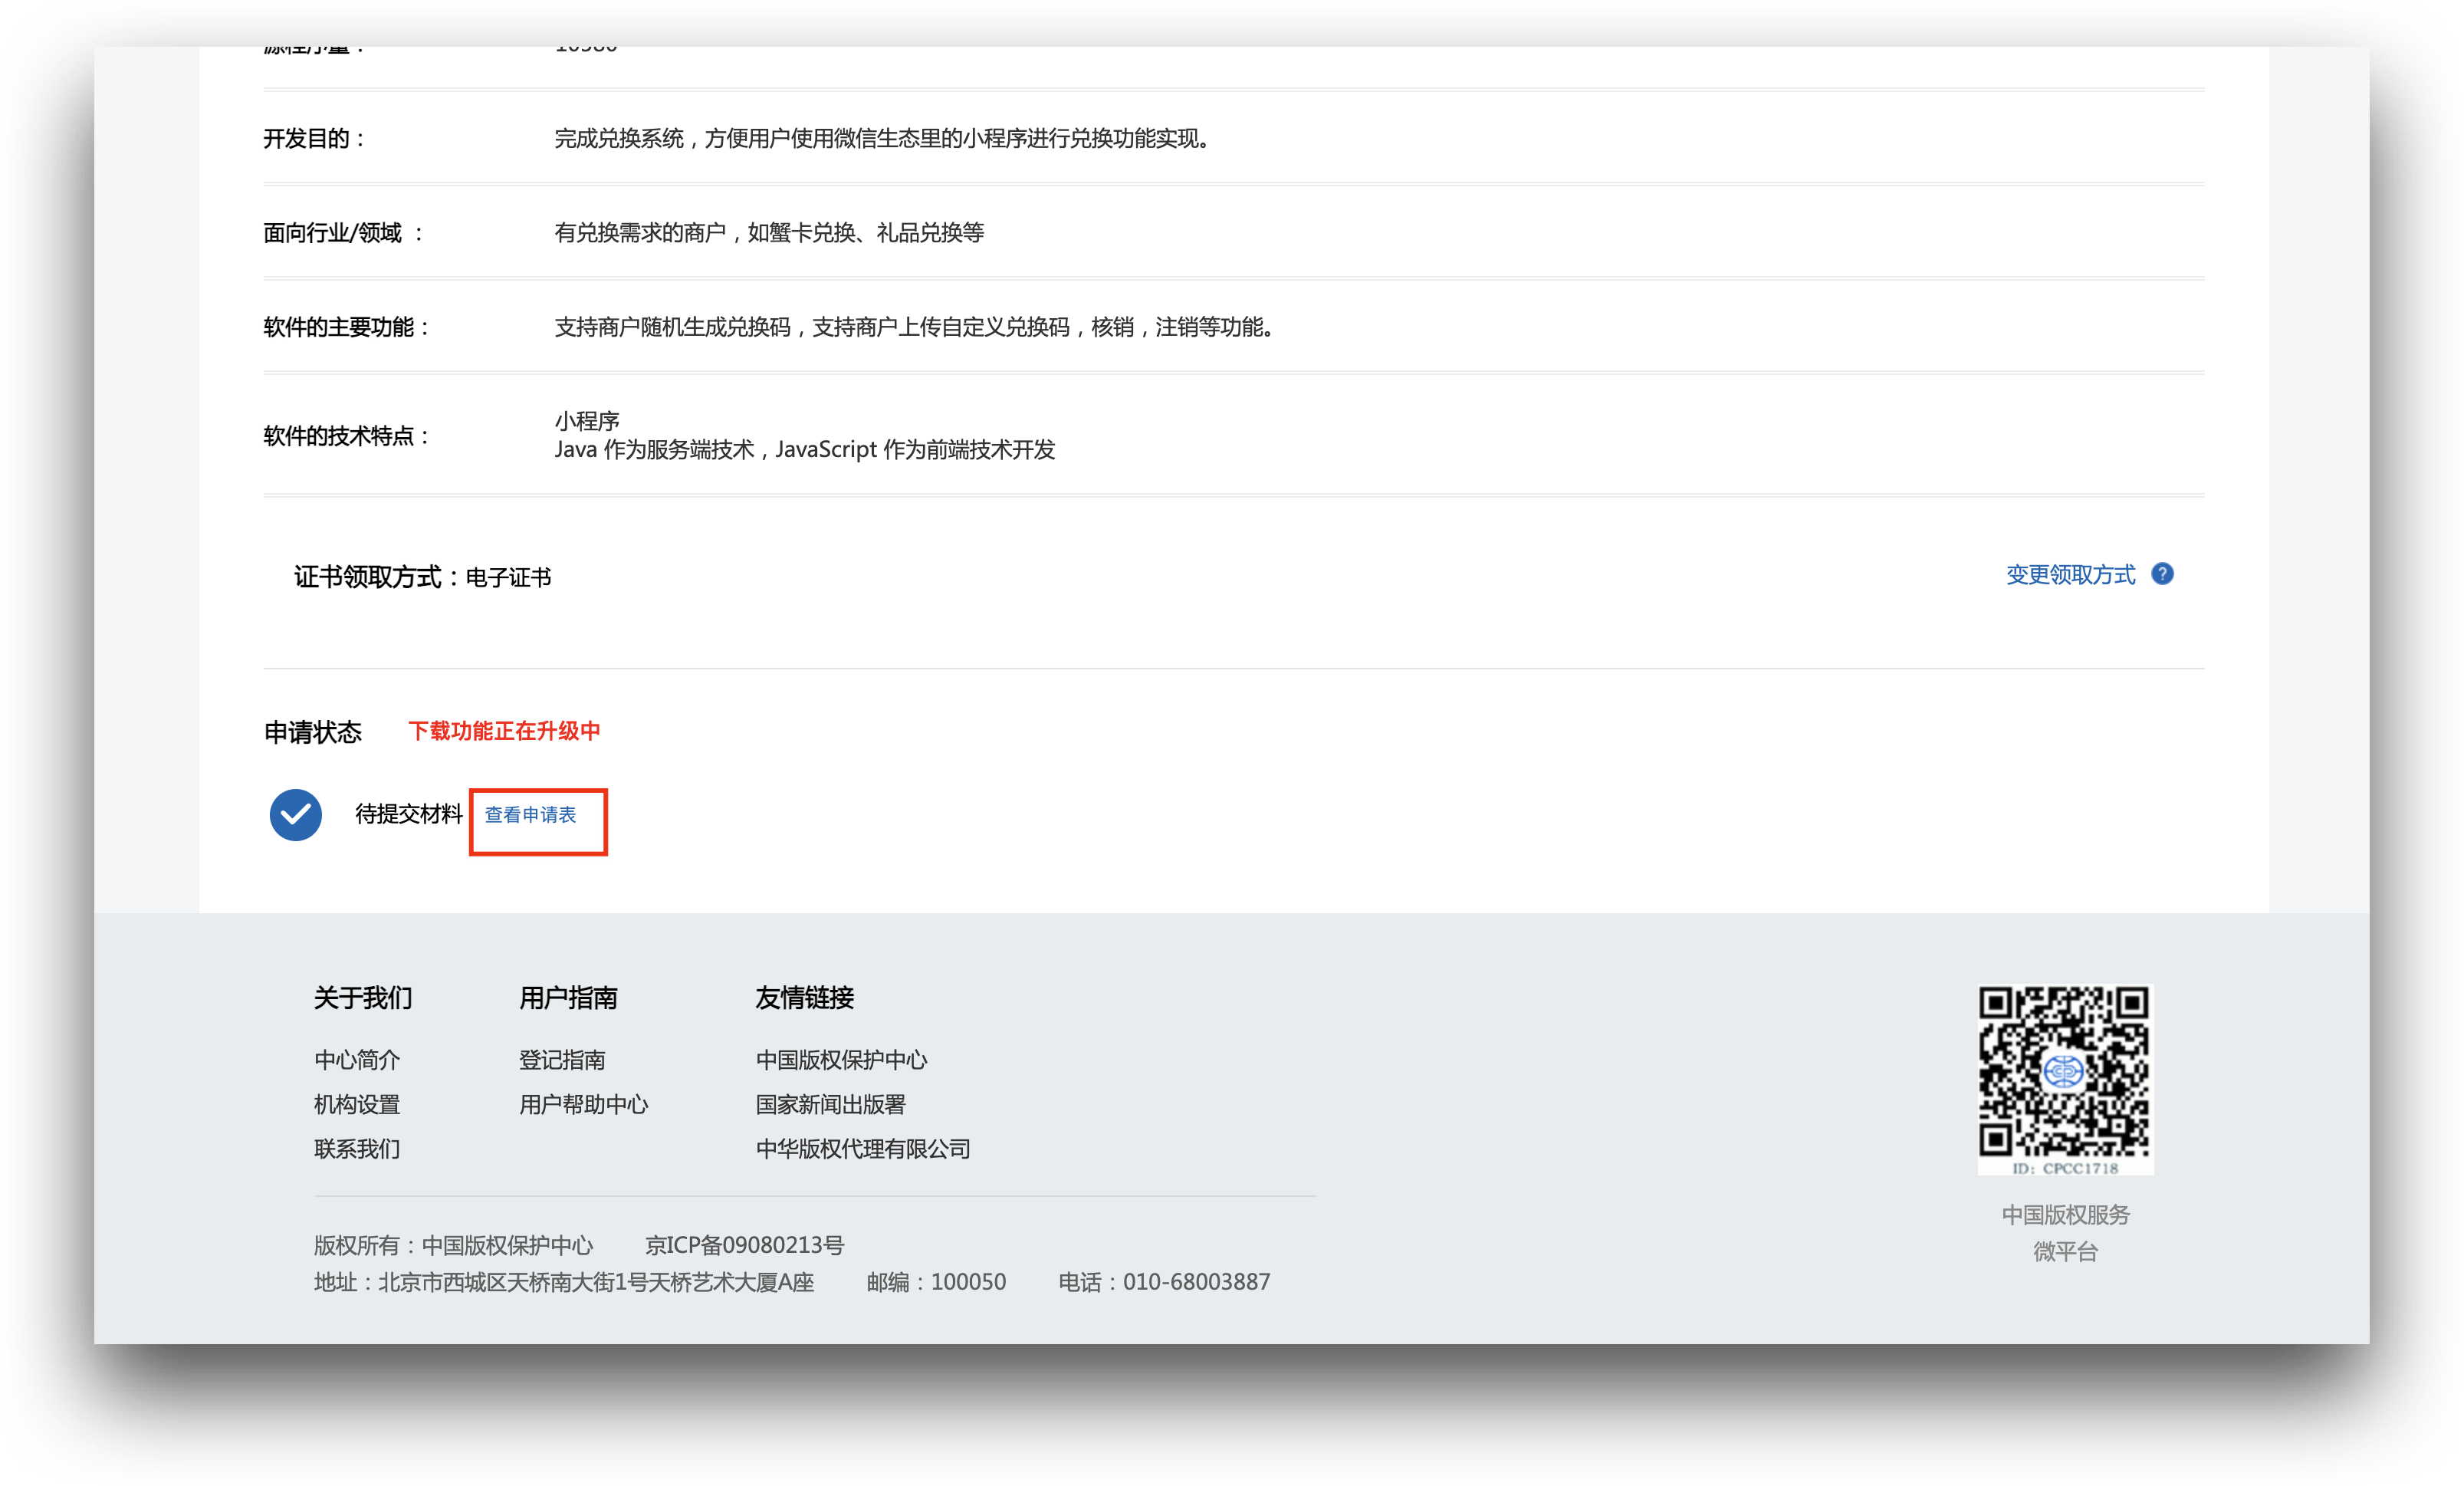 开发目的：
完成兑换系统，方便用户使用微信生态里的小程序进行兑换功能实现。
面向行业/领域 ：
有兑换需求的商户，如蟹卡兑换、礼品兑换等
软件的主要功能：
支持商户随机生成兑换码，支持商户上传自定义兑换码，核销，注销等功能。
软件的技术特点：
小程序
Java 作为服务端技术，JavaScript 作为前端技术开发
证书领取方式：电子证书
变更领取方式 ?
申请状态 下载功能正在升级中
待提交材料 查看申请表
关于我们
中心简介
机构设置
联系我们
用户指南
登记指南
用户帮助中心
友情链接
中国版权保护中心
国家新闻出版署
中华版权代理有限公司
版权所有：中国版权保护中心 京ICP备09080213号
地址：北京市西城区天桥南大街1号天桥艺术大厦A座 邮编：100050 电话：010-68003887
ID: CPCC1718
中国版权服务
微平台